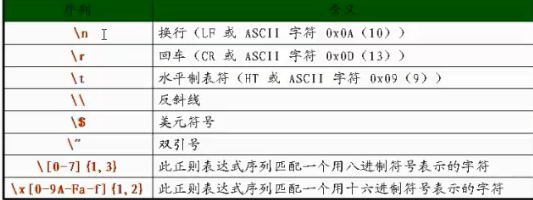 序列 含义
\n 换行(LF 或 ASCII 字符 0x0A(10))
\r 回车(CR 或 ASCII 字符 0x0D(13))
\t 水平制表符(HT 或 ASCII 字符 0x09(9))
\\ 反斜线
\$ 美元符号
\" 双引号
\[0-7]{1,3} 此正则表达式序列匹配一个用八进制符号表示的字符
\x[0-9A-Fa-f]{1,2} 此正则表达式序列匹配一个用十六进制符号表示的字符